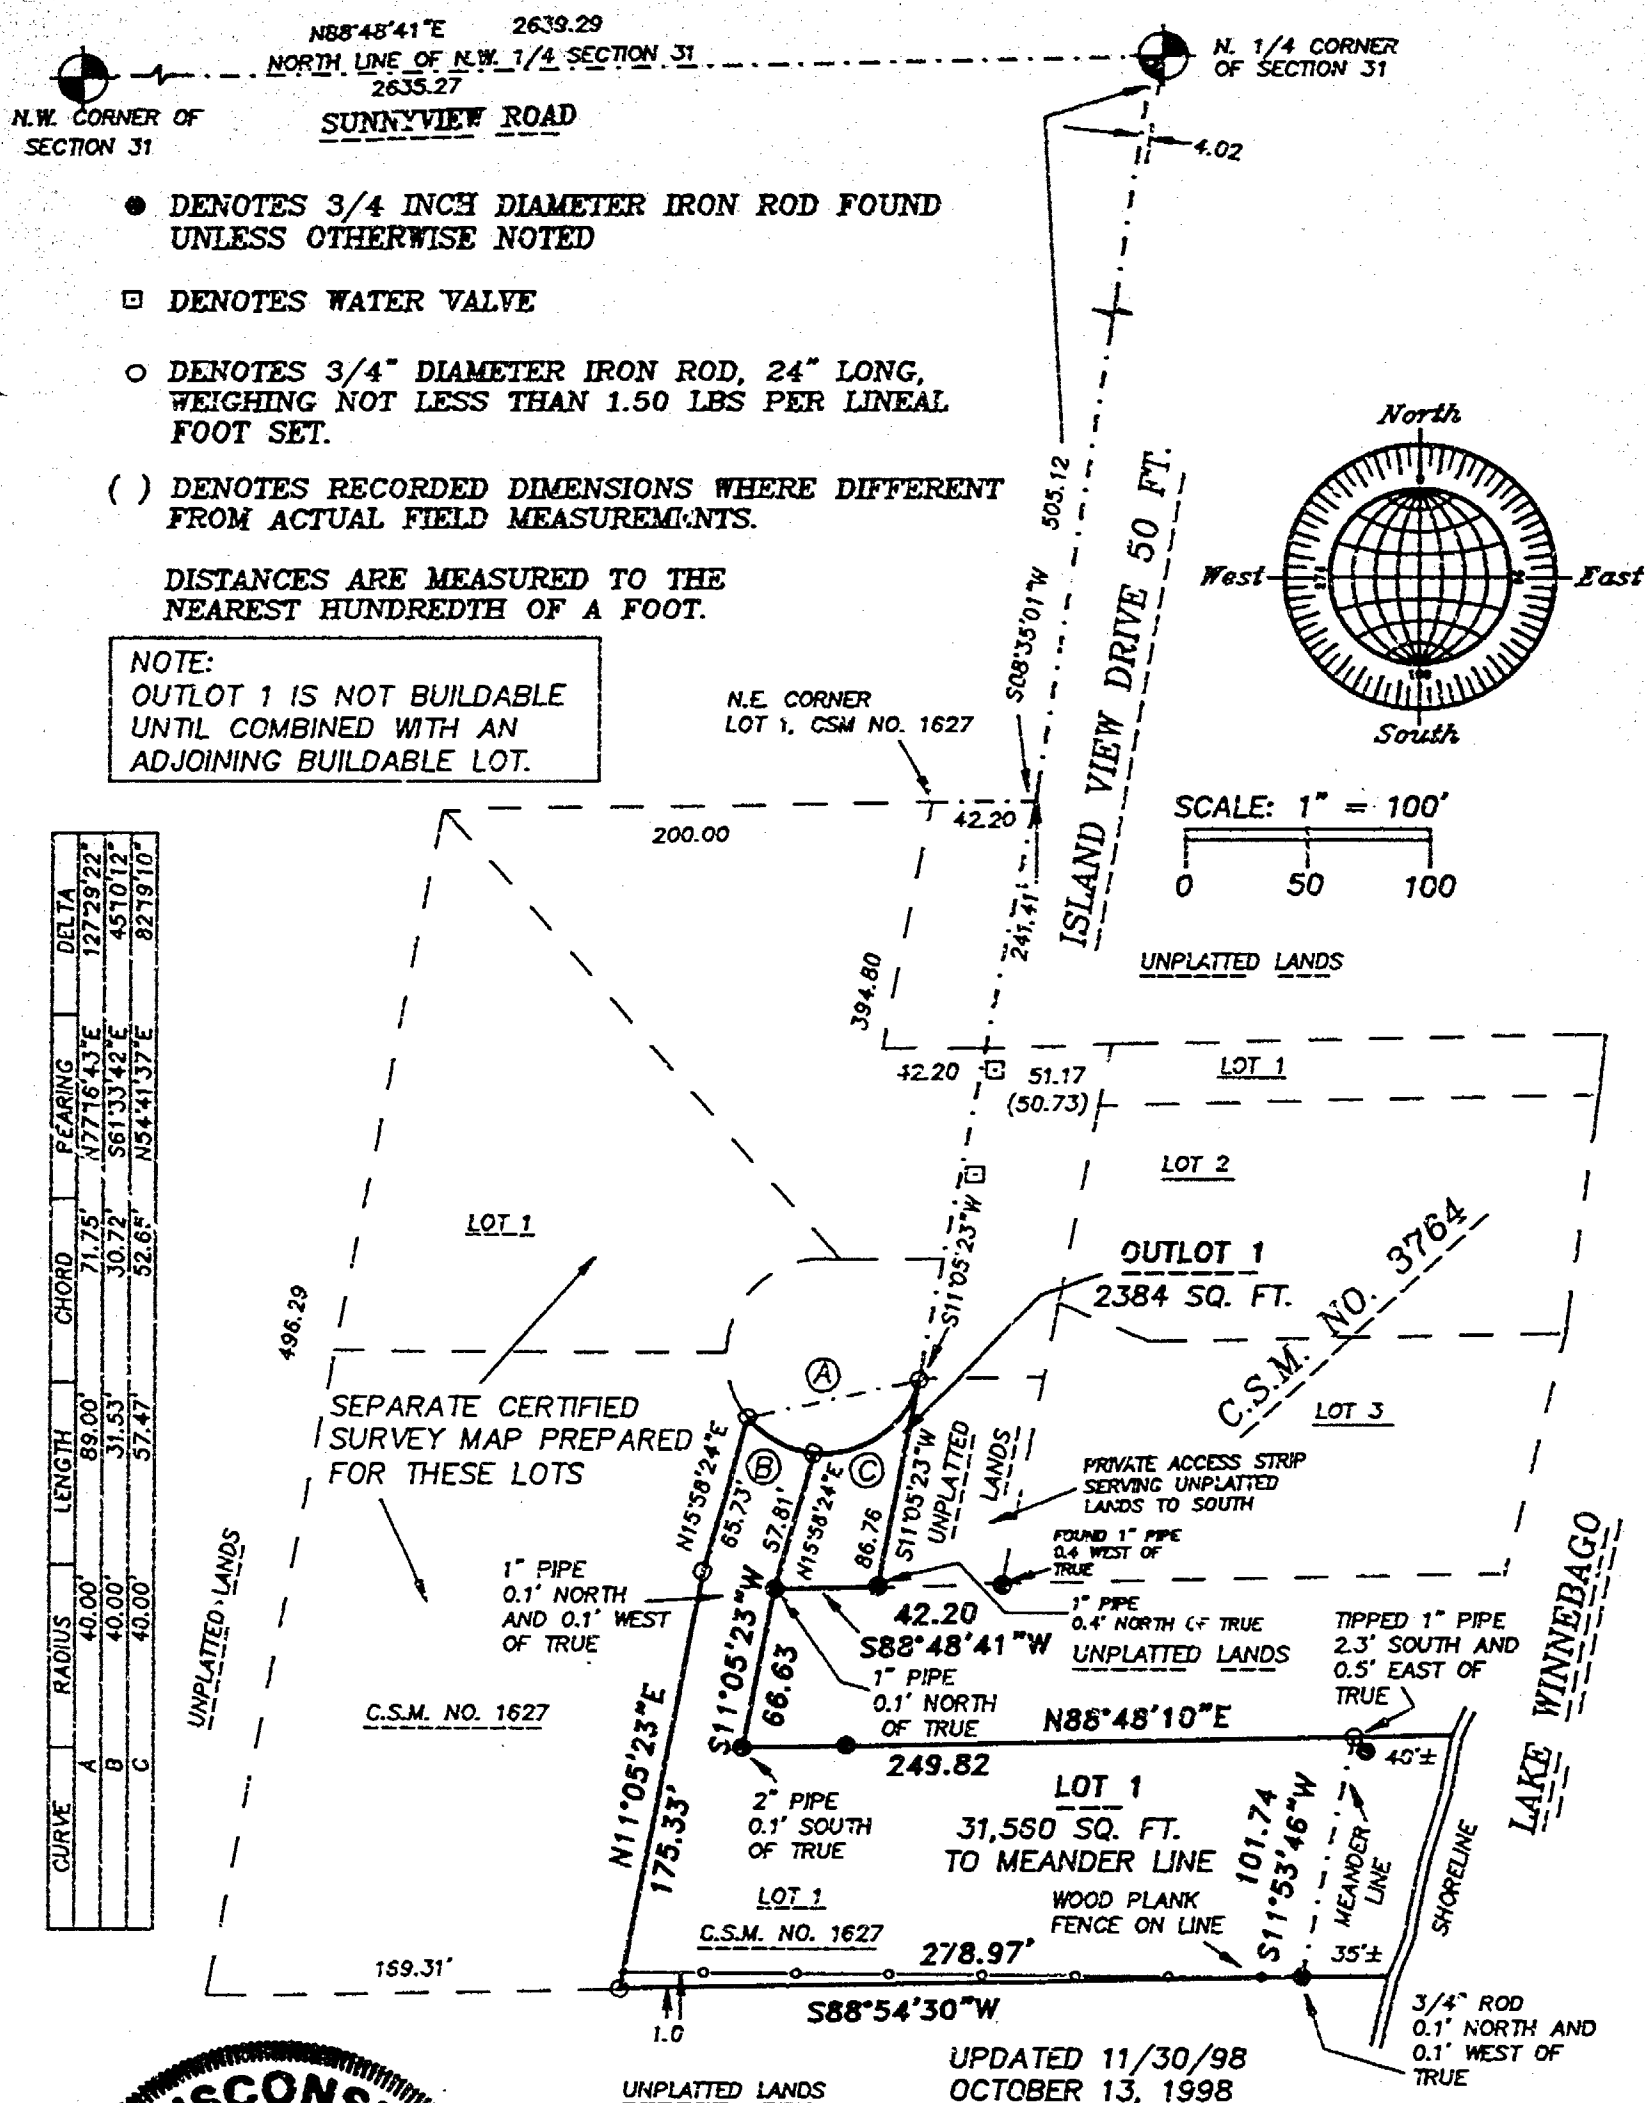 N88°48'41"E 2639.29
NORTH LINE OF N.W. 1/4 SECTION 31
2635.27
SUNNYVIEW ROAD
N.W. CORNER OF
SECTION 31
N. 1/4 CORNER
OF SECTION 31
4.02
● DENOTES 3/4 INCH DIAMETER IRON ROD FOUND
UNLESS OTHERWISE NOTED
DENOTES WATER VALVE
○ DENOTES 3/4" DIAMETER IRON ROD, 24" LONG,
WEIGHING NOT LESS THAN 1.50 LBS PER LINEAL
FOOT SET.
( ) DENOTES RECORDED DIMENSIONS WHERE DIFFERENT
FROM ACTUAL FIELD MEASUREMENTS.
DISTANCES ARE MEASURED TO THE
NEAREST HUNDREDTH OF A FOOT.
NOTE:
OUTLOT 1 IS NOT BUILDABLE
UNTIL COMBINED WITH AN
ADJOINING BUILDABLE LOT.
505.12
S08°35'01"W
ISLAND VIEW DRIVE 50 FT.
North
West
East
South
N.E. CORNER
LOT 1, CSM NO. 1627
SCALE: 1" = 100'
0 50 100
200.00
42.20
241.41'
394.80
UNPLATTED LANDS
42.20
51.17
(50.73)
LOT 1
LOT 2
LOT 1
S11°05'23"W
OUTLOT 1
2384 SQ. FT.
C.S.M. NO. 3764
LOT 3
496.29
SEPARATE CERTIFIED
SURVEY MAP PREPARED
FOR THESE LOTS
A
B
C
N15°58'24"E
65.73'
57.81'
N15°58'24"E
86.76
S11°05'23"W
UNPLATTED
LANDS
PRIVATE ACCESS STRIP
SERVING UNPLATTED
LANDS TO SOUTH
FOUND 1" PIPE
0.4 WEST OF
TRUE
CURVE RADIUS LENGTH CHORD BEARING DELTA
A 40.00' 89.00' 71.75' N77°16'43"E 127°29'22"
B 40.00' 31.53' 30.72' S61°33'42"E 45°10'12"
C 40.00' 57.47' 52.65' N54°41'37"E 82°19'10"
UNPLATTED LANDS
1" PIPE
0.1' NORTH
AND 0.1' WEST
OF TRUE
42.20
S88°48'41"W
1" PIPE
0.4' NORTH OF TRUE
UNPLATTED LANDS
TIPPED 1" PIPE
2.3' SOUTH AND
0.5' EAST OF
TRUE
LAKE WINNEBAGO
C.S.M. NO. 1627
S11°05'23"W
66.63
1" PIPE
0.1' NORTH
OF TRUE
N88°48'10"E
249.82
40'±
N11°05'23"E
175.33'
2" PIPE
0.1' SOUTH
OF TRUE
LOT 1
31,560 SQ. FT.
TO MEANDER LINE
101.74
S11°53'46"W
MEANDER
LINE
SHORELINE
LOT 1
C.S.M. NO. 1627
WOOD PLANK
FENCE ON LINE
278.97'
35'±
169.31'
S88°54'30"W
1.0
3/4" ROD
0.1' NORTH AND
0.1' WEST OF
TRUE
UPDATED 11/30/98
OCTOBER 13, 1998
UNPLATTED LANDS